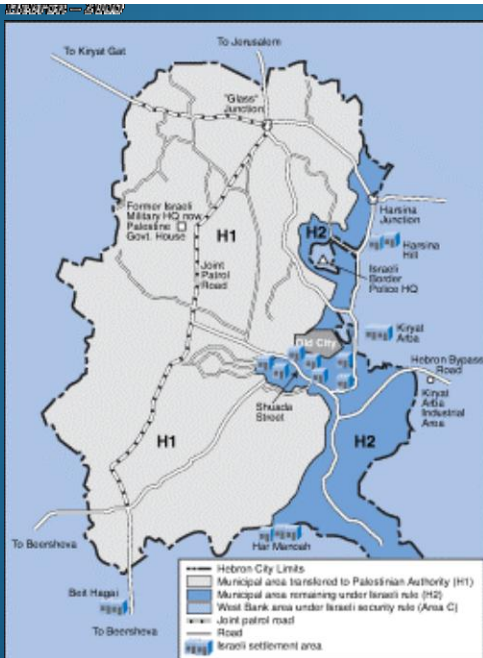 To Kiryat Gat
To Jerusalem
"Glass"
Junction
Former Israeli
Military HQ now
Palestine
Govt. House
H1
H2
Harsina
Junction
Harsina
Hill
Israeli
Border
Police HQ
Joint
Patrol
Road
Old City
Kiryat
Arba
Hebron Bypass
Road
Kiryat
Arba
Industrial
Area
Shuada
Street
H1
H2
To Beersheva
Har Manoah
Beit Hagai
To Beersheva
Hebron City Limits
Municipal area transferred to Palestinian Authority (H1)
Municipal area remaining under Israeli rule (H2)
West Bank area under Israeli security rule (Area C)
Joint patrol road
Road
Israeli settlement area